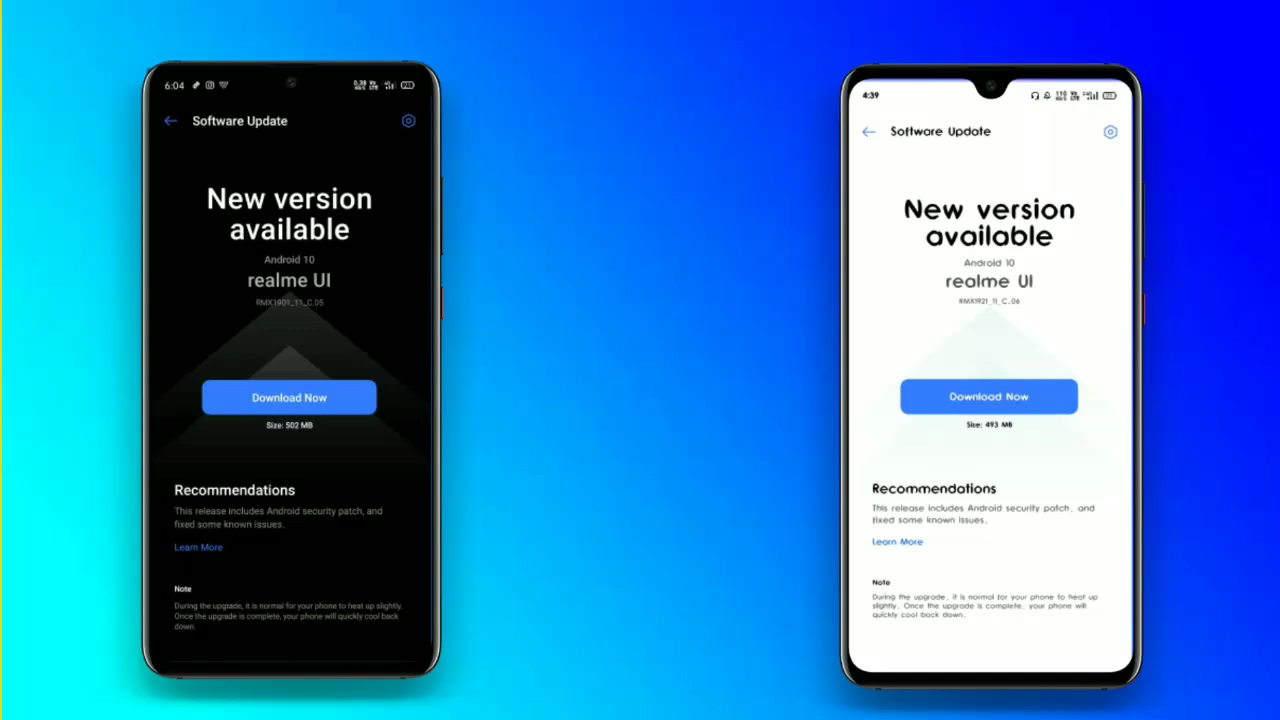 6:04
0.38 KB/S Vo LTE 4G
Software Update
New version
available
Android 10
realme UI
RMX1901_11_C.05
Download Now
Size: 502 MB
Recommendations
This release includes Android security patch, and
fixed some known issues.
Learn More
Note
During the upgrade, it is normal for your phone to heat up slightly.
Once the upgrade is complete, your phone will quickly cool back
down.
4:39
Software Update
New version
available
Android 10
realme UI
RMX1921_11_C.06
Download Now
Size: 493 MB
Recommendations
This release includes Android security patch, and
fixed some known issues.
Learn More
Note
During the upgrade, it is normal for your phone to heat up
slightly. Once the upgrade is complete, your phone will
quickly cool back down.